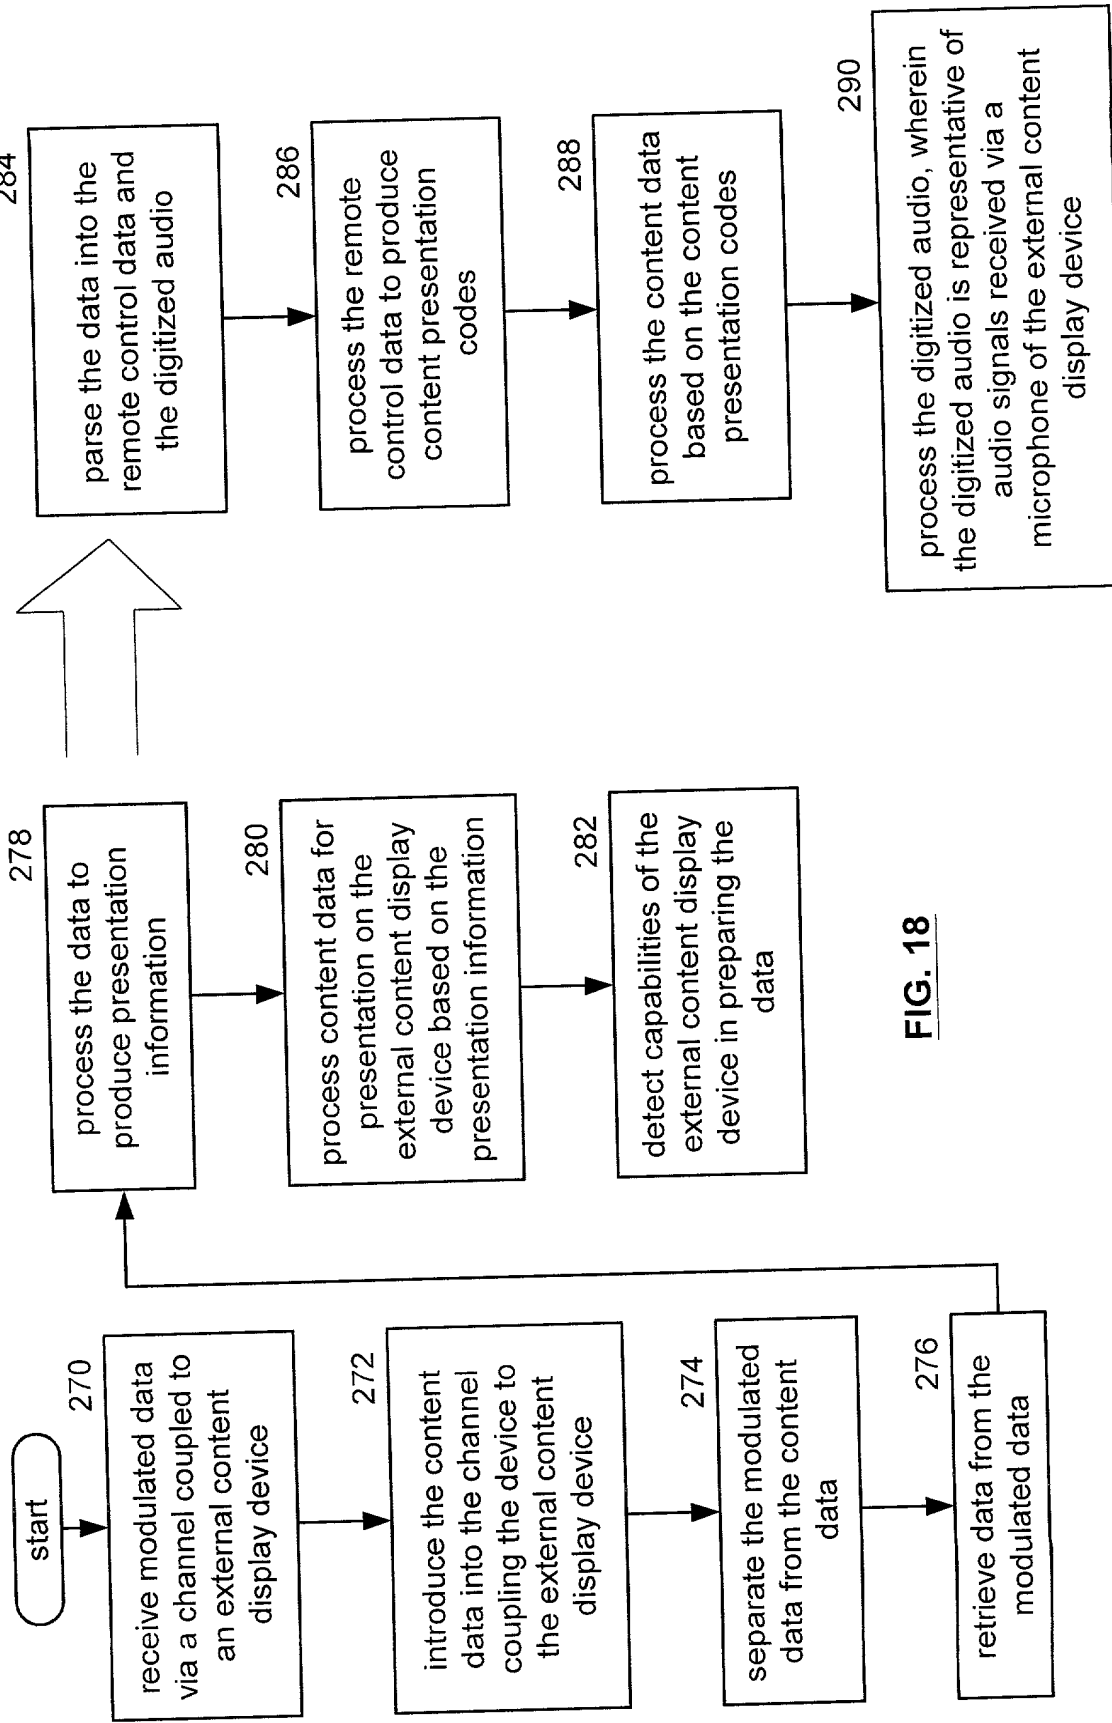 start
270
receive modulated data
via a channel coupled to
an external content
display device
272
introduce the content
data into the channel
coupling the device to
the external content
display device
274
separate the modulated
data from the content
data
276
retrieve data from the
modulated data
278
process the data to
produce presentation
information
280
process content data for
presentation on the
external content display
device based on the
presentation information
282
detect capabilities of the
external content display
device in preparing the
data
284
parse the data into the
remote control data and
the digitized audio
286
process the remote
control data to produce
content presentation
codes
288
process the content data
based on the content
presentation codes
290
process the digitized audio, wherein
the digitized audio is representative of
audio signals received via a
microphone of the external content
display device
FIG. 18